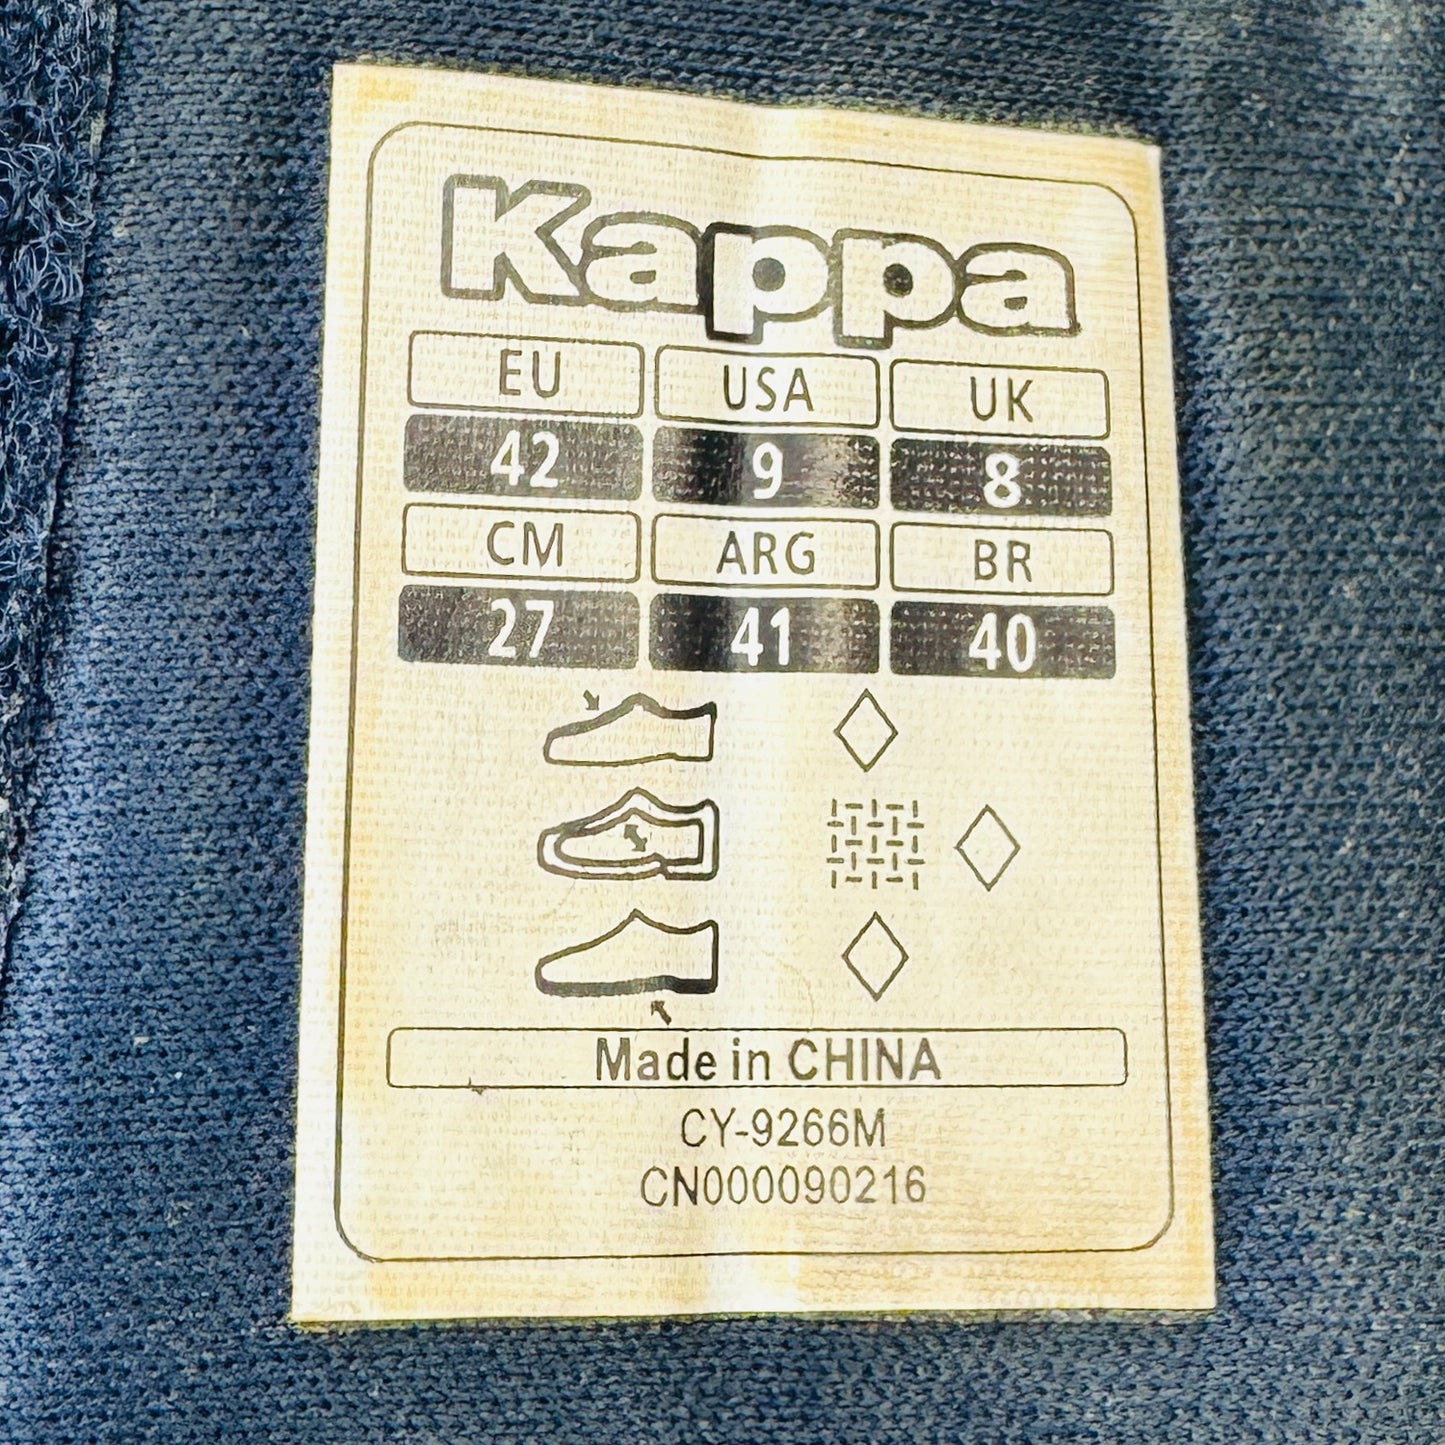 Kappa
EU USA UK
42 9 8
CM ARG BR
27 41 40
Made in CHINA
CY-9266M
CN000090216